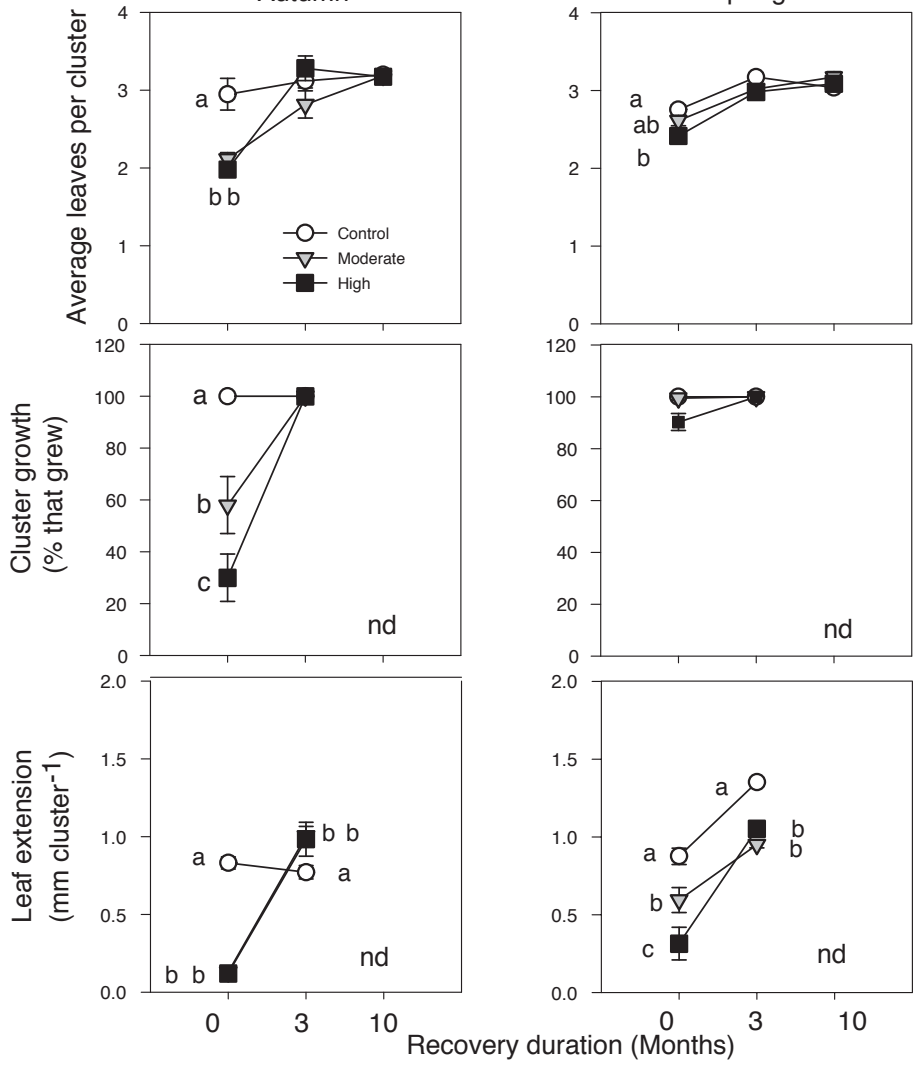 Autumn
Spring
Average leaves per cluster
4
3
2
1
0
a
b b
Control
Moderate
High
4
3
2
1
0
a
ab
b
Cluster growth
(% that grew)
120
100
80
60
40
20
0
a
b
c
nd
120
100
80
60
40
20
0
nd
Leaf extension
(mm cluster-1)
2.0
1.5
1.0
0.5
0.0
a
b b
a
b b
nd
0 3 10
2.0
1.5
1.0
0.5
0.0
a
a
b
b
b
c
nd
0 3 10
Recovery duration (Months)